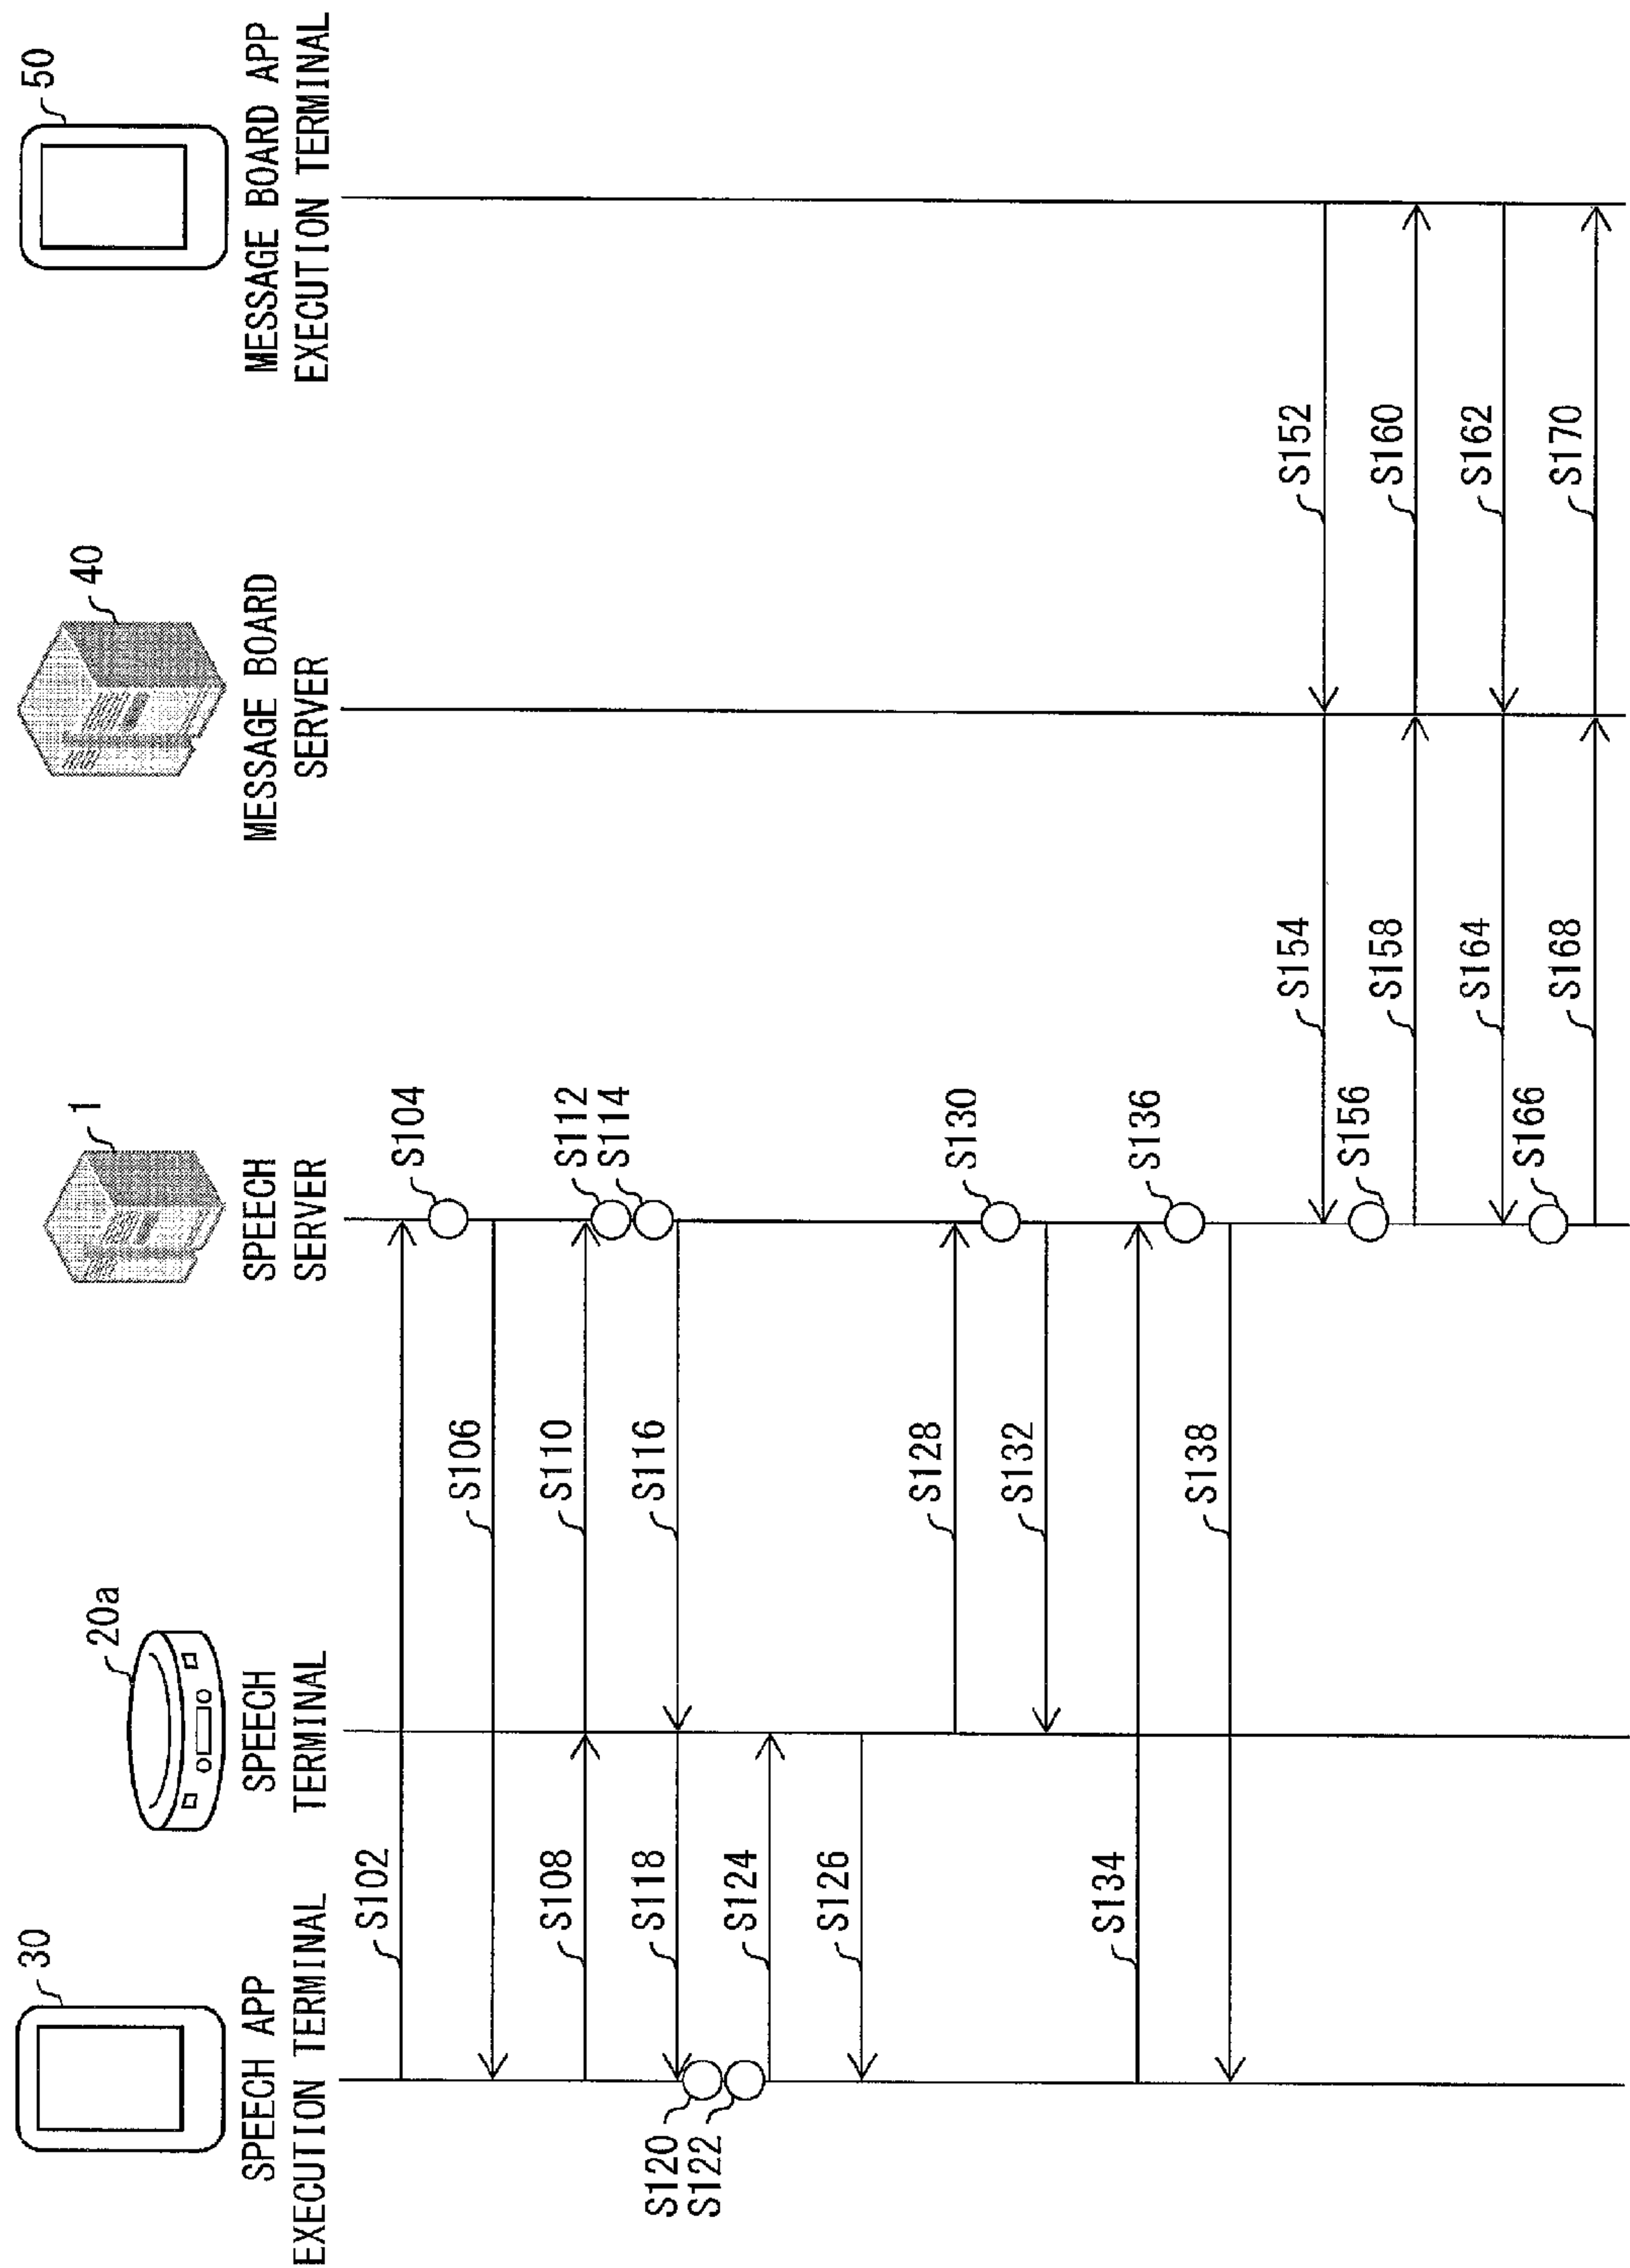 30
SPEECH APP
EXECUTION TERMINAL
20a
SPEECH
TERMINAL
1
SPEECH
SERVER
40
MESSAGE BOARD
SERVER
50
MESSAGE BOARD APP
EXECUTION TERMINAL
S102
S104
S106
S108
S110
S112
S114
S118
S116
S120
S122
S124
S126
S128
S130
S132
S134
S136
S138
S154
S152
S156
S158
S160
S164
S162
S166
S168
S170